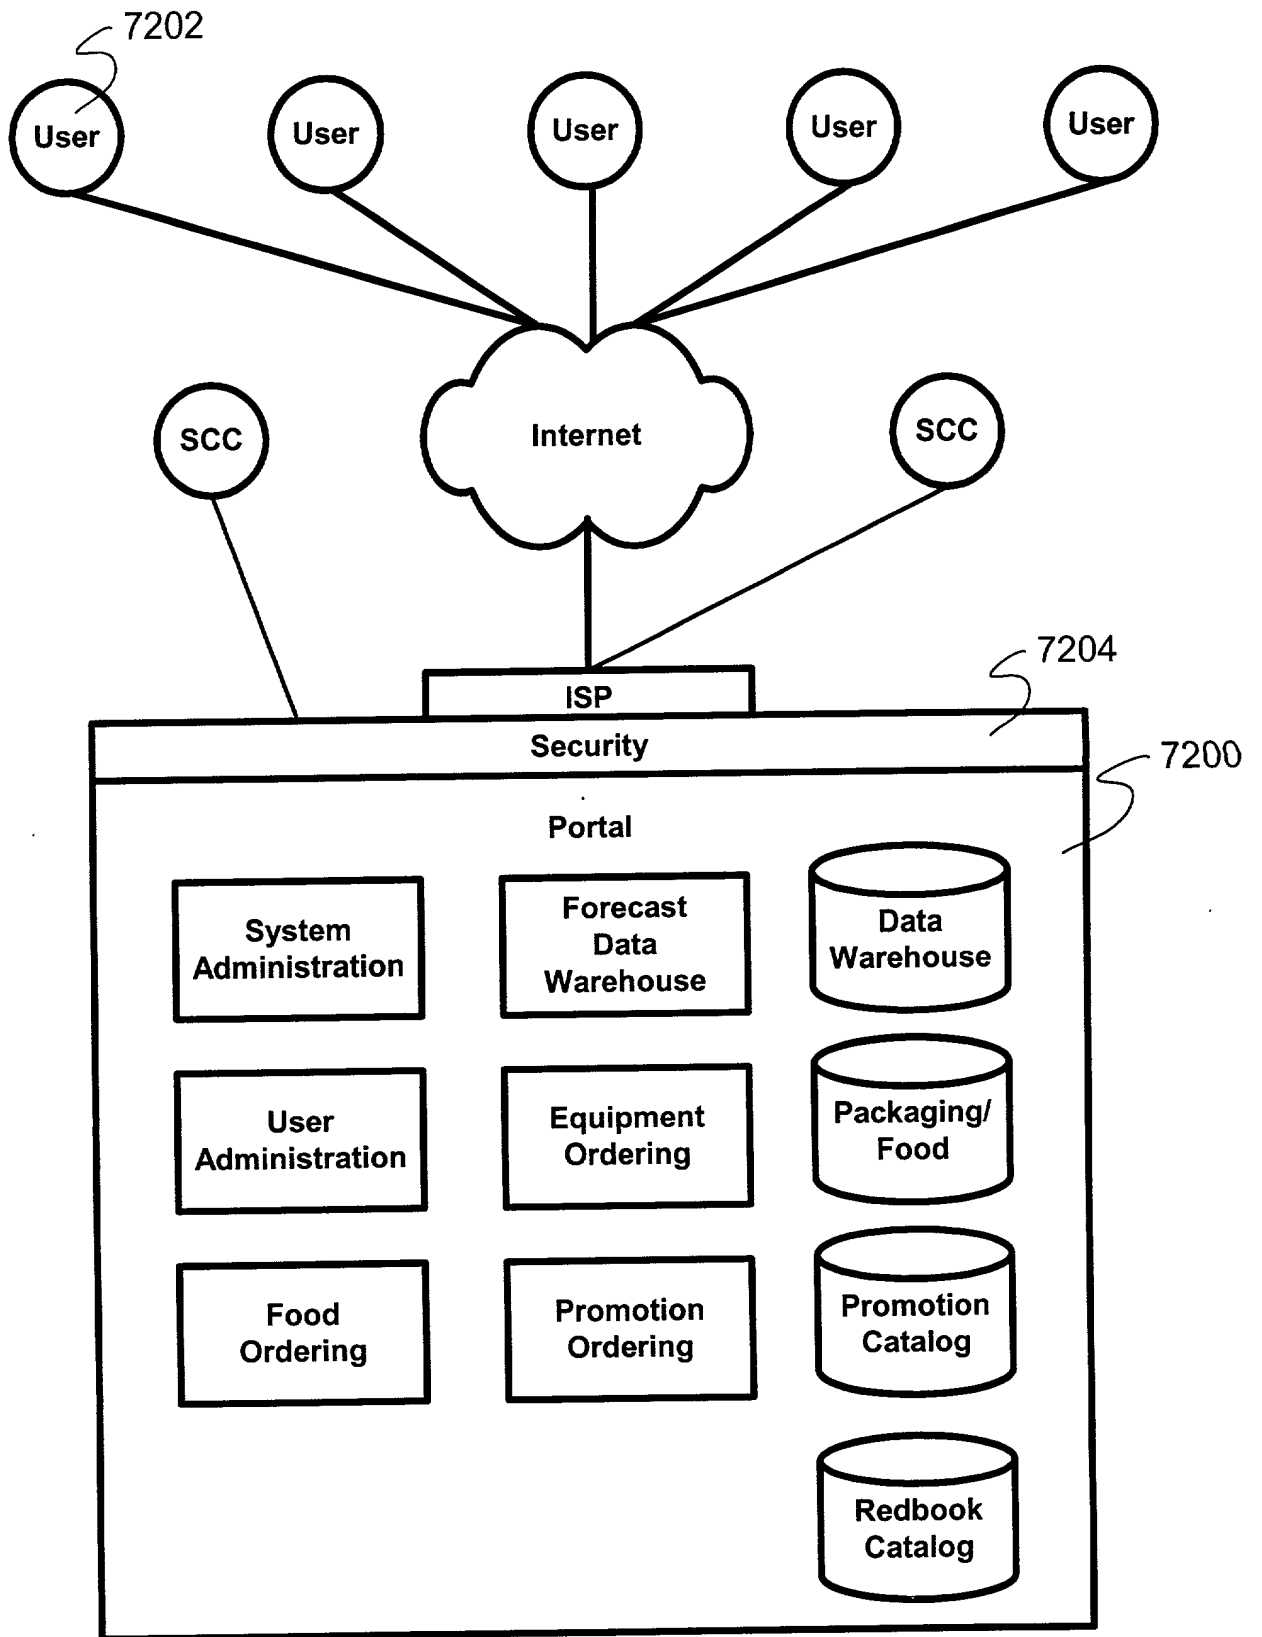 7202
User
User
User
User
User
SCC
Internet
SCC
7204
ISP
Security
7200
Portal
System
Administration
Forecast
Data
Warehouse
Data
Warehouse
User
Administration
Equipment
Ordering
Packaging/
Food
Food
Ordering
Promotion
Ordering
Promotion
Catalog
Redbook
Catalog